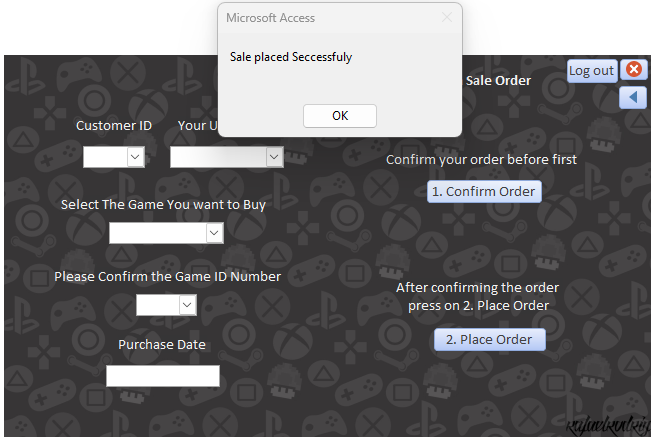 Microsoft Access
Sale placed Seccessfuly
OK
Sale Order
Log out
Customer ID
Your U
Confirm your order before first
1. Confirm Order
Select The Game You want to Buy
Please Confirm the Game ID Number
After confirming the order
press on 2. Place Order
Purchase Date
2. Place Order